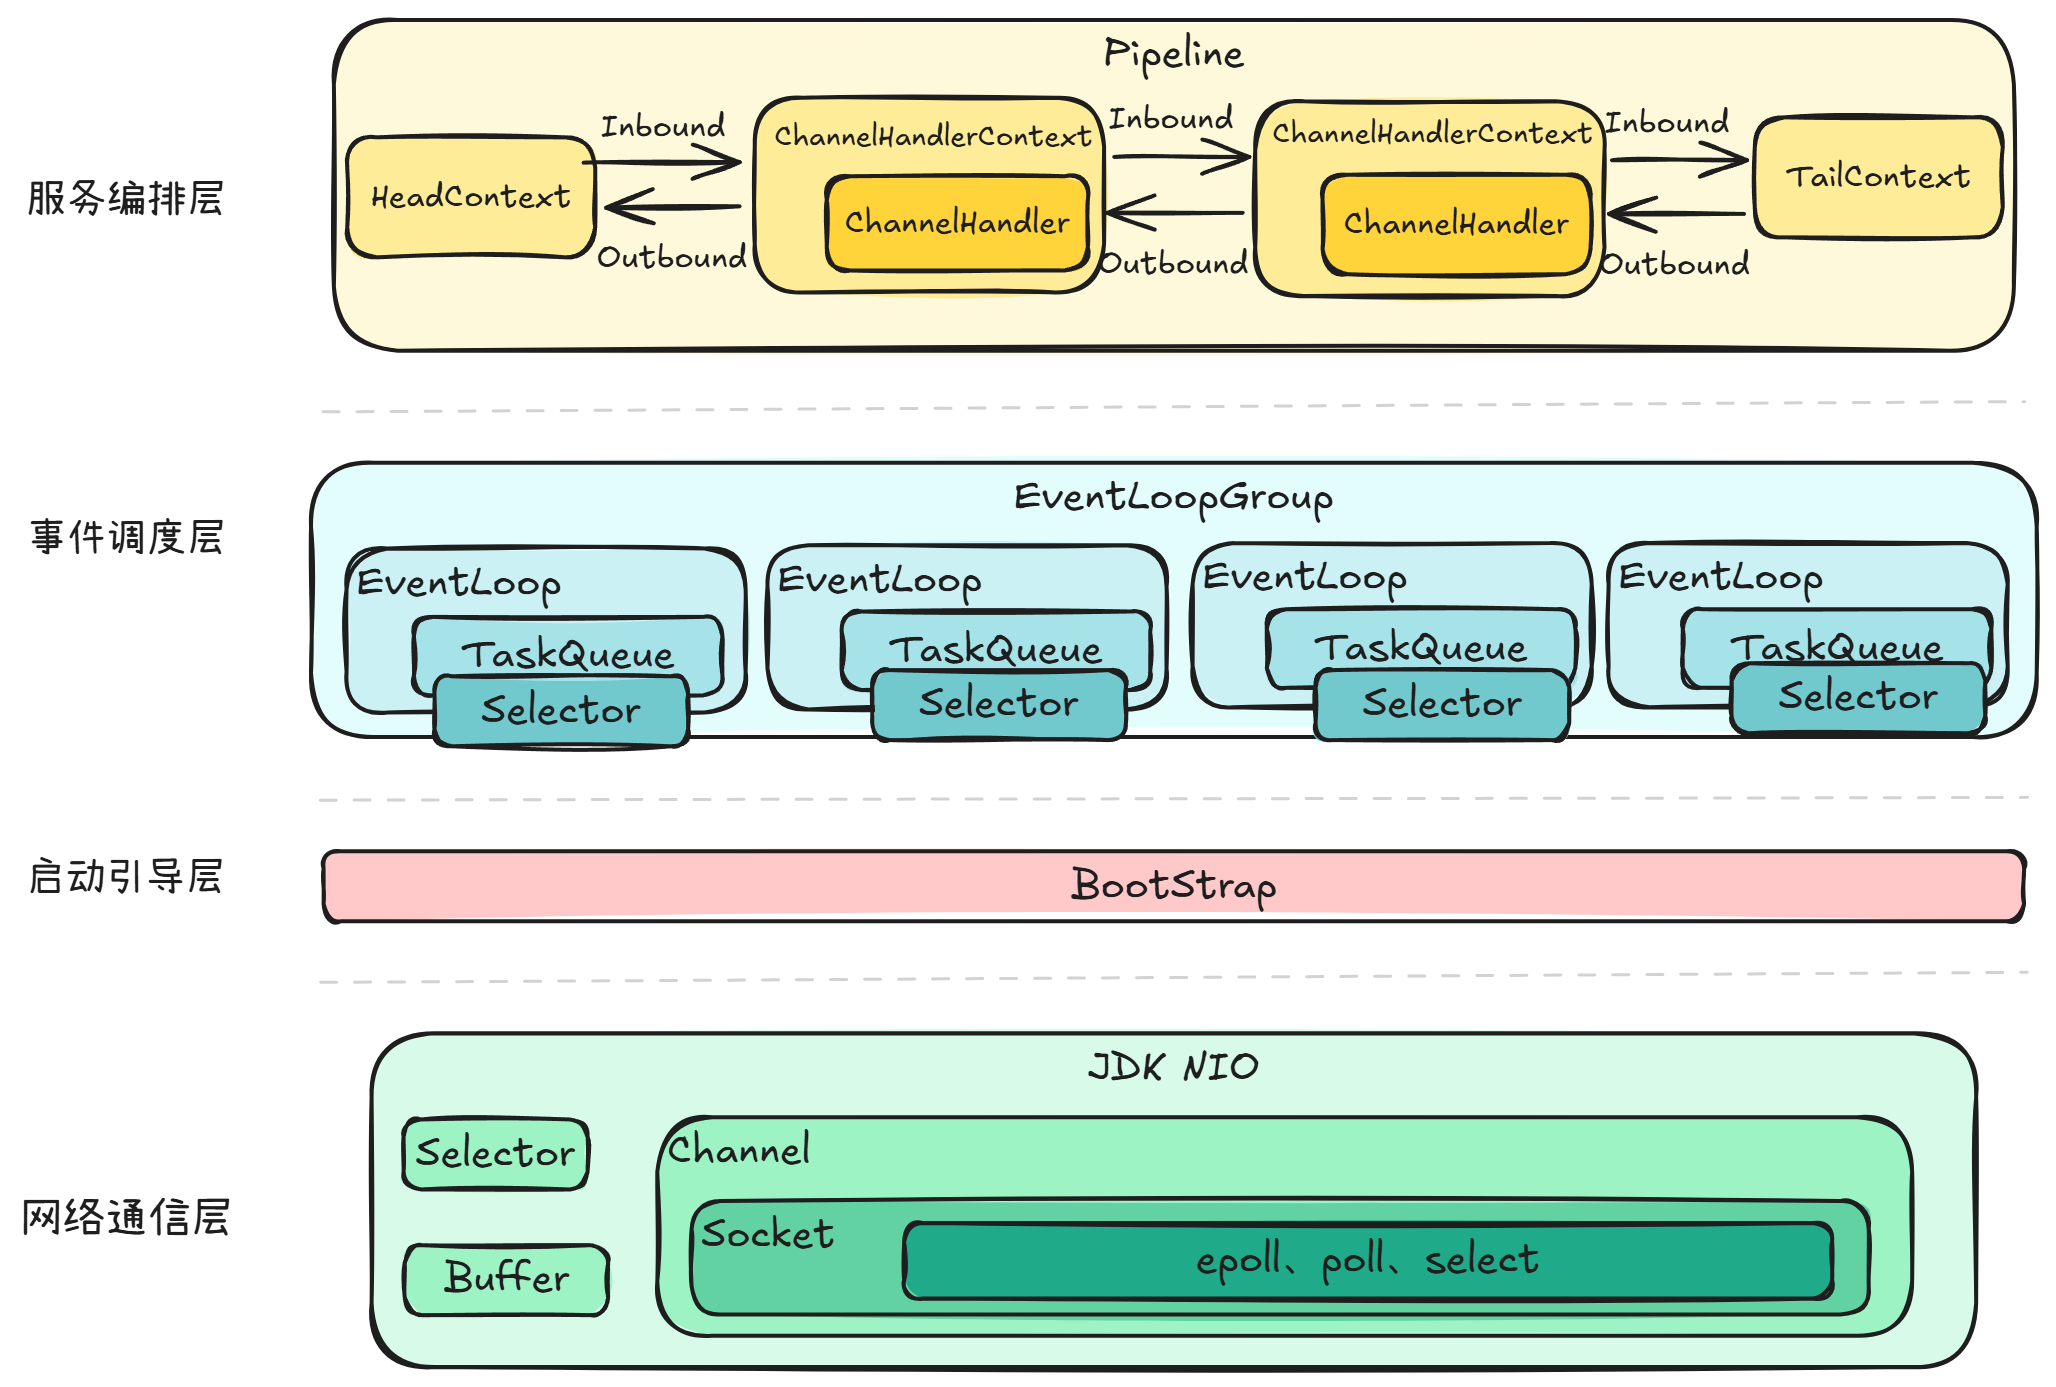 服务编排层
Pipeline
HeadContext
Inbound
Outbound
ChannelHandlerContext
ChannelHandler
Inbound
Outbound
ChannelHandlerContext
ChannelHandler
Inbound
Outbound
TailContext
事件调度层
EventLoopGroup
EventLoop
TaskQueue
Selector
EventLoop
TaskQueue
Selector
EventLoop
TaskQueue
Selector
EventLoop
TaskQueue
Selector
启动引导层
BootStrap
网络通信层
JDK NIO
Selector
Buffer
Channel
Socket
epoll、poll、select